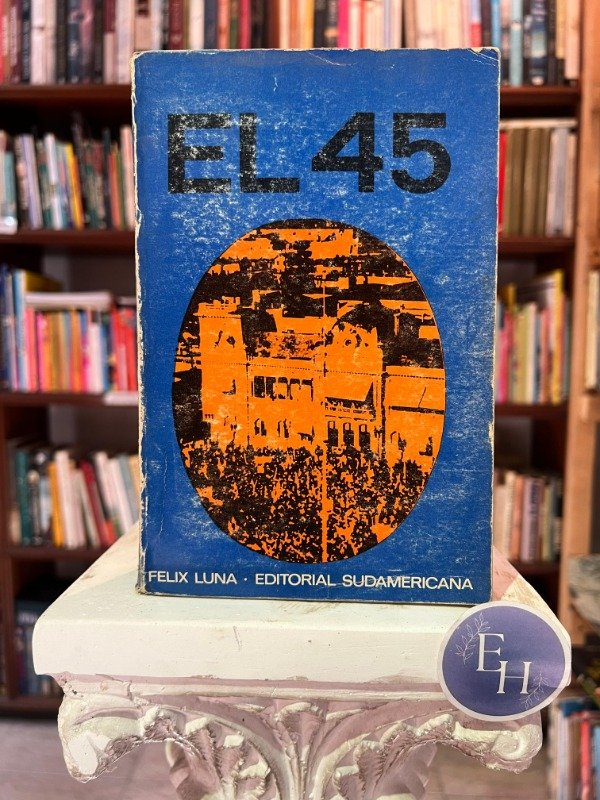 EL 45
FELIX LUNA · EDITORIAL SUDAMERICANA
EH